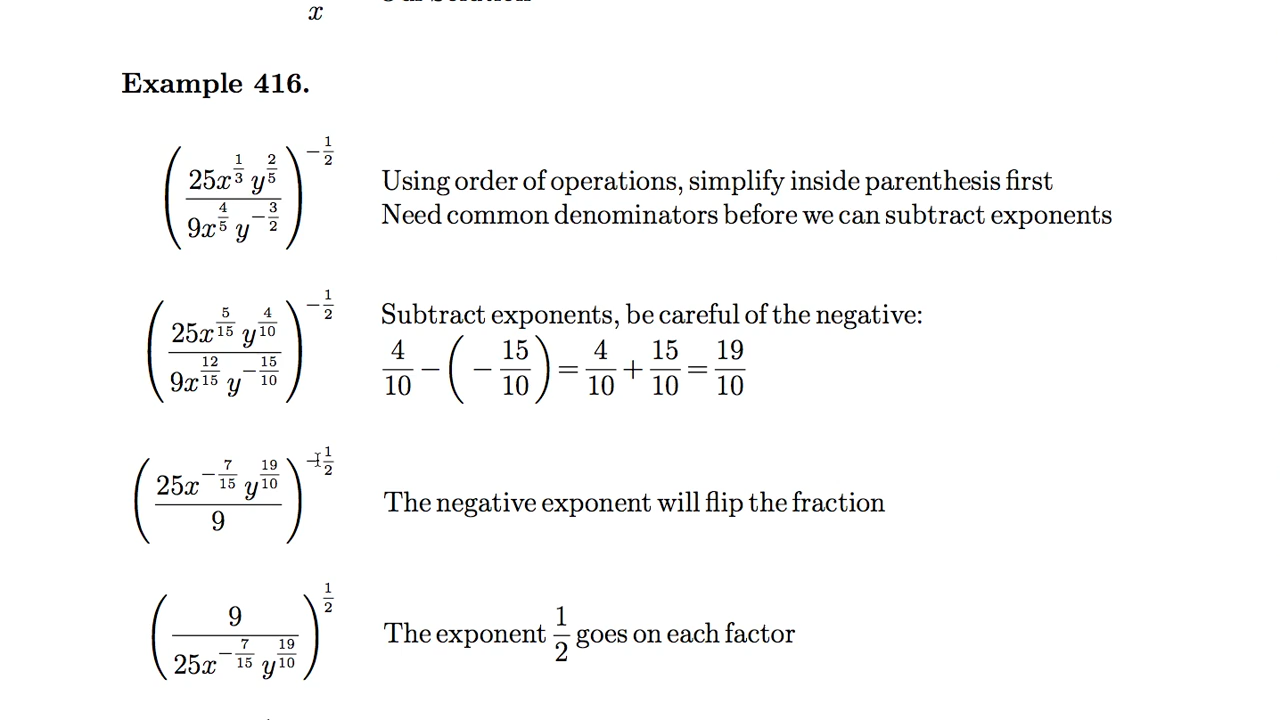 x
Example 416.
(25x^{1/3} y^{2/5} / 9x^{4/5} y^{-3/2})^{-1/2} Using order of operations, simplify inside parenthesis first
Need common denominators before we can subtract exponents
(25x^{5/15} y^{4/10} / 9x^{12/15} y^{-15/10})^{-1/2} Subtract exponents, be careful of the negative:
4/10 − (−15/10) = 4/10 + 15/10 = 19/10
(25x^{-7/15} y^{19/10} / 9)^{-1/2} The negative exponent will flip the fraction
(9 / 25x^{-7/15} y^{19/10})^{1/2} The exponent 1/2 goes on each factor